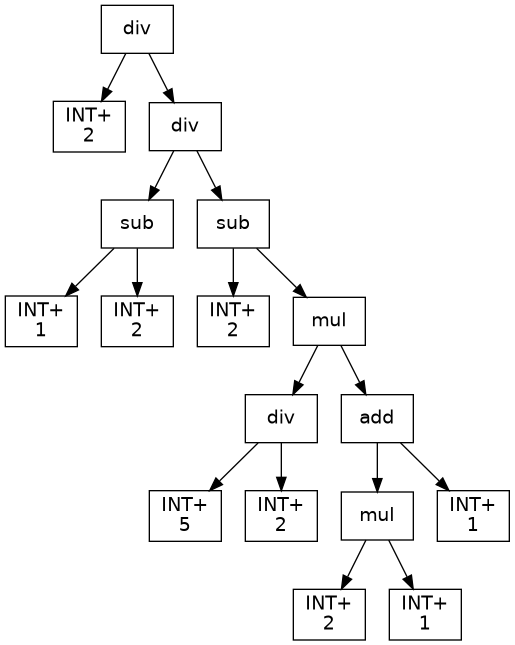 div
INT+
2
div
sub
sub
INT+
1
INT+
2
INT+
2
mul
div
add
INT+
5
INT+
2
mul
INT+
1
INT+
2
INT+
1